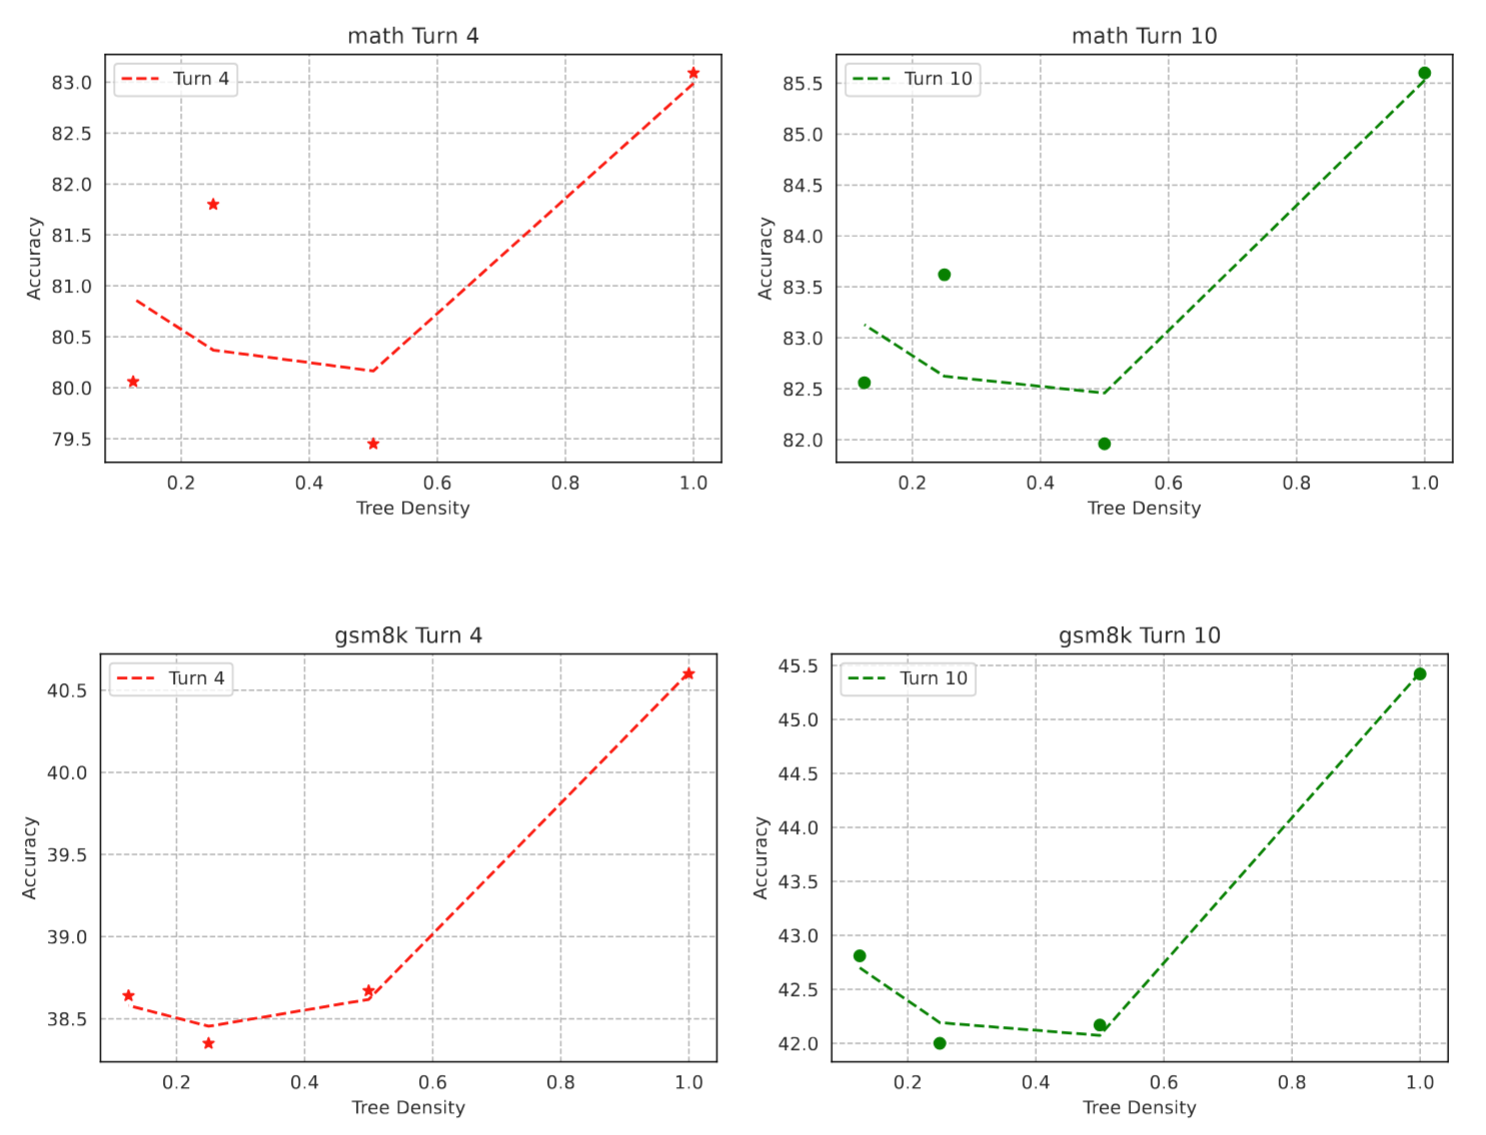 math Turn 4
Turn 4
83.0
82.5
82.0
81.5
81.0
80.5
80.0
79.5
Accuracy
0.2 0.4 0.6 0.8 1.0
Tree Density
math Turn 10
Turn 10
85.5
85.0
84.5
84.0
83.5
83.0
82.5
82.0
Accuracy
0.2 0.4 0.6 0.8 1.0
Tree Density
gsm8k Turn 4
Turn 4
40.5
40.0
39.5
39.0
38.5
Accuracy
0.2 0.4 0.6 0.8 1.0
Tree Density
gsm8k Turn 10
Turn 10
45.5
45.0
44.5
44.0
43.5
43.0
42.5
42.0
Accuracy
0.2 0.4 0.6 0.8 1.0
Tree Density